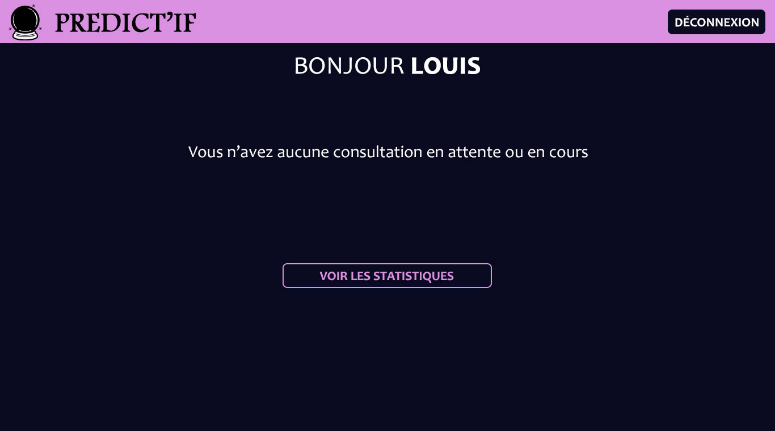 PREDICT’IF
DÉCONNEXION
BONJOUR LOUIS
Vous n’avez aucune consultation en attente ou en cours
VOIR LES STATISTIQUES